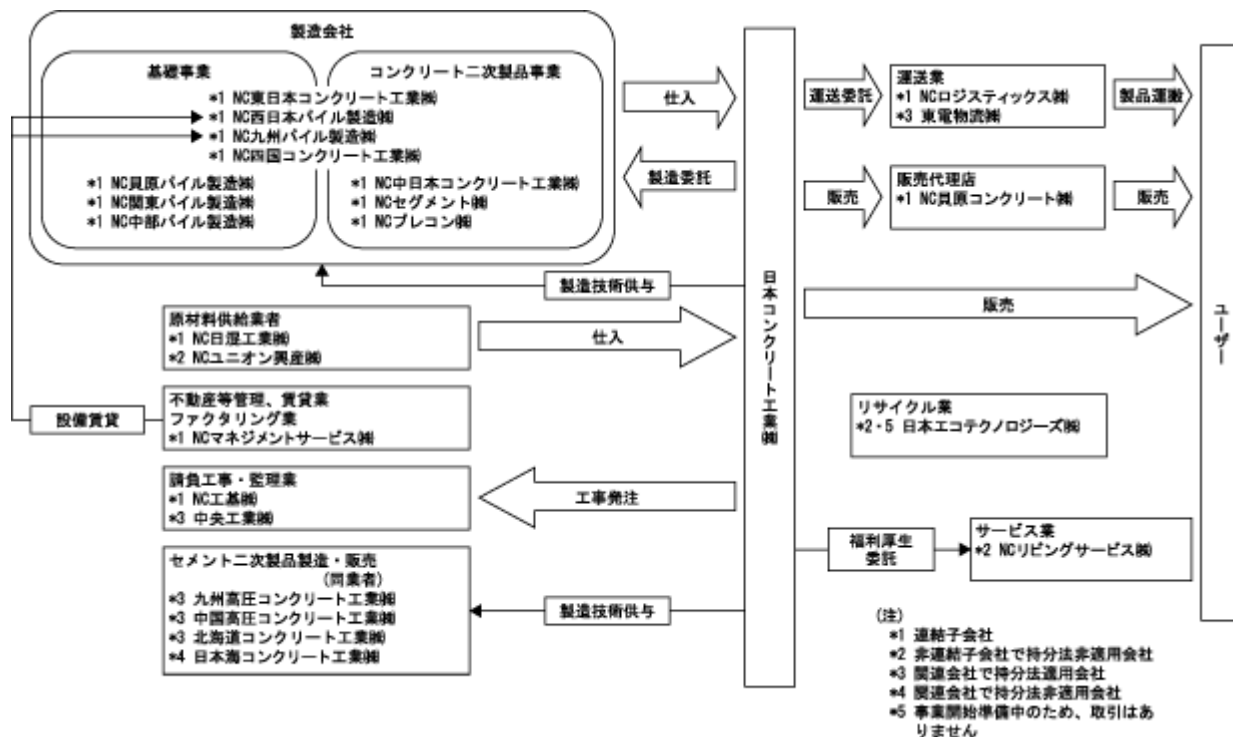 製造会社
基礎事業
コンクリート二次製品事業
*1 NC東日本コンクリート工業㈱
*1 NC西日本パイル製造㈱
*1 NC九州パイル製造㈱
*1 NC四国コンクリート工業㈱
*1 NC貝原パイル製造㈱
*1 NC関東パイル製造㈱
*1 NC中部パイル製造㈱
*1 NC中日本コンクリート工業㈱
*1 NCセグメント㈱
*1 NCプレコン㈱
仕入
製造委託
製造技術供与
原材料供給業者
*1 NC日混工業㈱
*2 NCユニオン興産㈱
仕入
設備賃貸
不動産等管理、賃貸業
ファクタリング業
*1 NCマネジメントサービス㈱
請負工事・監理業
*1 NC工基㈱
*3 中央工業㈱
工事発注
セメント二次製品製造・販売
(同業者)
*3 九州高圧コンクリート工業㈱
*3 中国高圧コンクリート工業㈱
*3 北海道コンクリート工業㈱
*4 日本海コンクリート工業㈱
製造技術供与
日本コンクリート工業㈱
運送委託
運送業
*1 NCロジスティックス㈱
*3 東電物流㈱
製品運搬
販売
販売代理店
*1 NC貝原コンクリート㈱
販売
販売
リサイクル業
*2・5 日本エコテクノロジーズ㈱
福利厚生
委託
サービス業
*2 NCリビングサービス㈱
ユーザー
(注)
*1 連結子会社
*2 非連結子会社で持分法非適用会社
*3 関連会社で持分法適用会社
*4 関連会社で持分法非適用会社
*5 事業開始準備中のため、取引はあ
りません